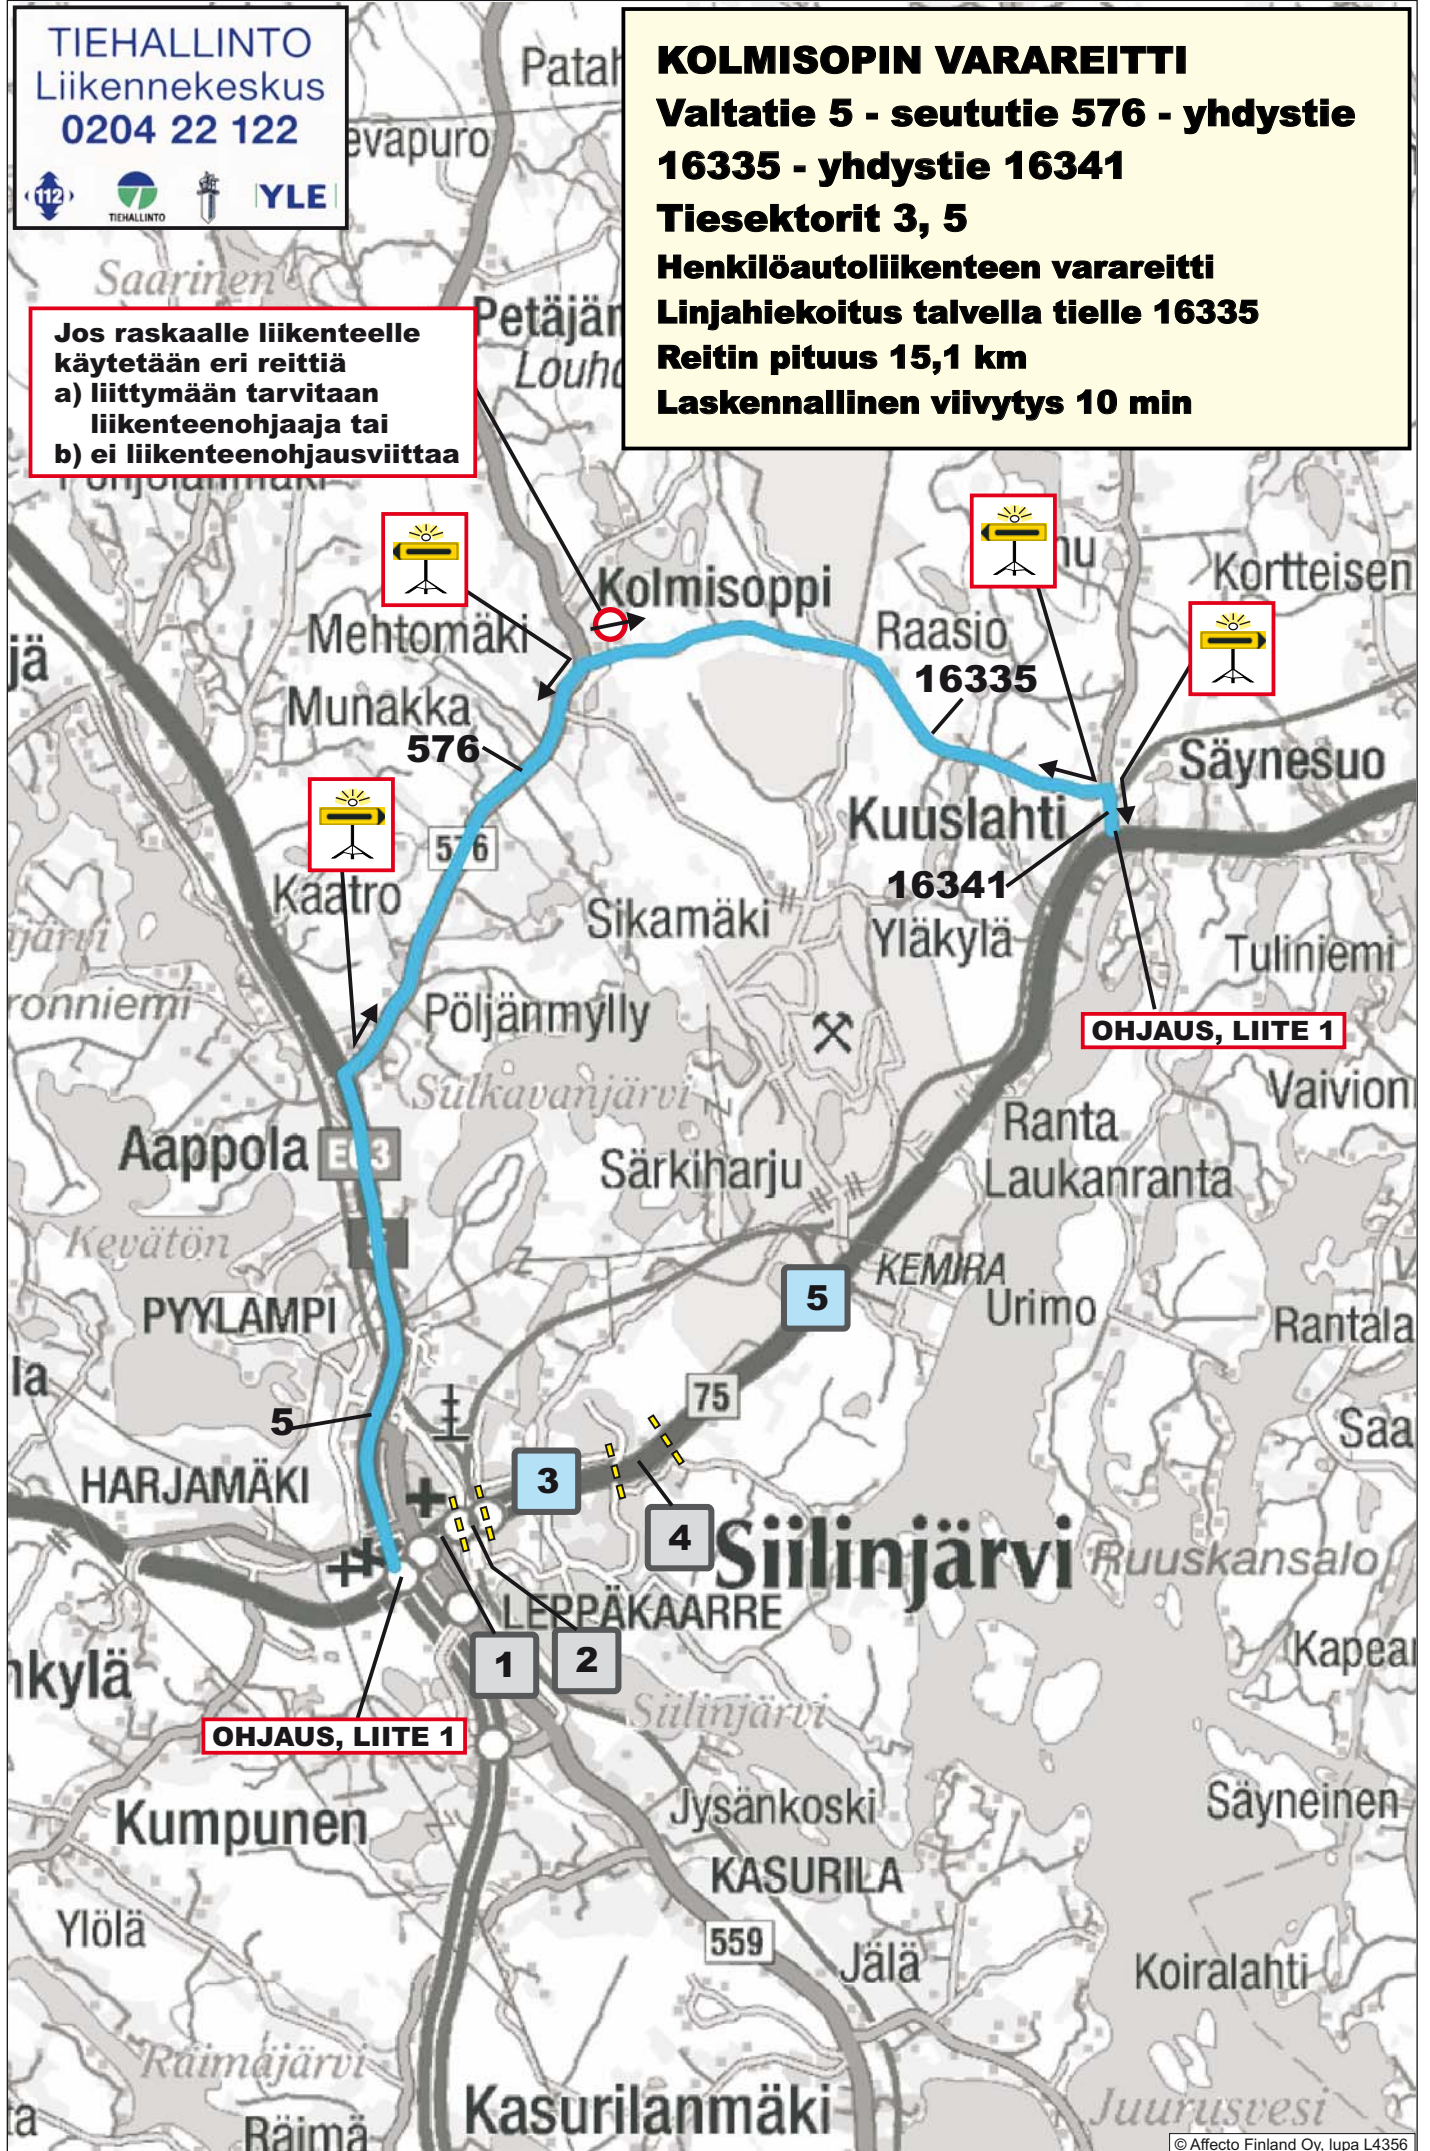 TIEHALLINTO
Liikennekeskus
0204 22 122
112
TIEHALLINTO
YLE
KOLMISOPIN VARAREITTI
Valtatie 5 - seututie 576 - yhdystie
16335 - yhdystie 16341
Tiesektorit 3, 5
Henkilöautoliikenteen varareitti
Linjahiekoitus talvella tielle 16335
Reitin pituus 15,1 km
Laskennallinen viivytys 10 min
Saarinen
Jos raskaalle liikenteelle
käytetään eri reittiä
a) liittymään tarvitaan
liikenteenohjaaja tai
b) ei liikenteenohjausviittaa
Kolmisoppi
Kortteisen
Mehtomäki
Raasio
16335
Munakka
576
Säynesuo
Kuuslahti
576
16341
Kaatro
Sikamäki
Yläkylä
Tuliniemi
Pöljänmylly
OHJAUS, LIITE 1
Sulkavanjärvi
Vaivion
Ranta
Aappola
Särkiharju
Laukanranta
Kevätön
KEMIRA
5
Urimo
PYYLAMPI
Rantala
75
5
Saa
HARJAMÄKI
3
4
Siilinjärvi
Ruuskansalo
LEPPÄKAARRE
1
2
Kapear
Siilinjärvi
OHJAUS, LIITE 1
Jysänkoski
Säyneinen
Kumpunen
KASURILA
Ylölä
559
Jälä
Koiralahti
Räimäjärvi
Kasurilanmäki
Juurusvesi
Räimä
© Affecto Finland Oy, lupa L4356